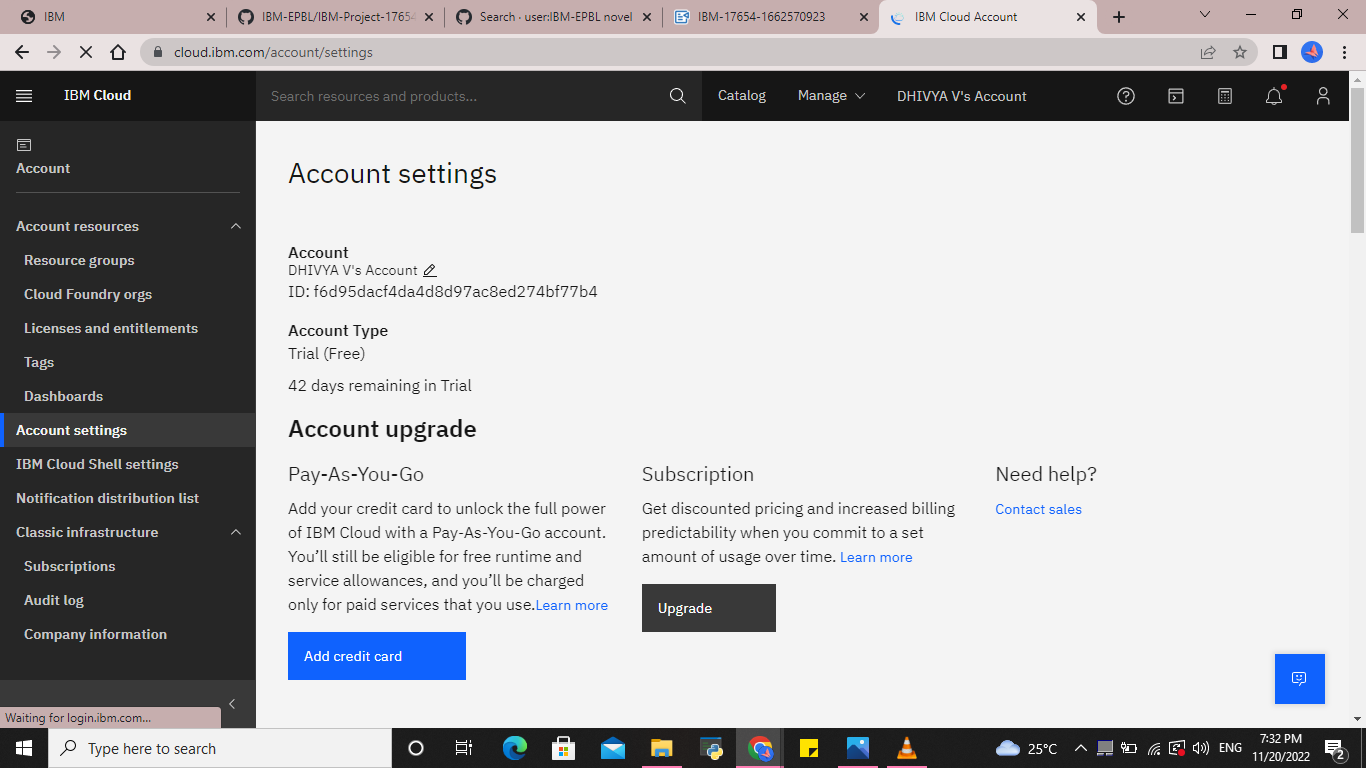 IBM
IBM-EPBL/IBM-Project-17654
Search · user:IBM-EPBL novel
IBM-17654-1662570923
IBM Cloud Account
cloud.ibm.com/account/settings
IBM Cloud
Search resources and products...
Catalog
Manage
DHIVYA V's Account
Account
Account resources
Resource groups
Cloud Foundry orgs
Licenses and entitlements
Tags
Dashboards
Account settings
IBM Cloud Shell settings
Notification distribution list
Classic infrastructure
Subscriptions
Audit log
Company information
Waiting for login.ibm.com...
Account settings
Account
DHIVYA V's Account
ID: f6d95dacf4da4d8d97ac8ed274bf77b4
Account Type
Trial (Free)
42 days remaining in Trial
Account upgrade
Pay-As-You-Go
Add your credit card to unlock the full power
of IBM Cloud with a Pay-As-You-Go account.
You’ll still be eligible for free runtime and
service allowances, and you’ll be charged
only for paid services that you use.Learn more
Add credit card
Subscription
Get discounted pricing and increased billing
predictability when you commit to a set
amount of usage over time. Learn more
Upgrade
Need help?
Contact sales
Type here to search
25°C
ENG
7:32 PM
11/20/2022
2